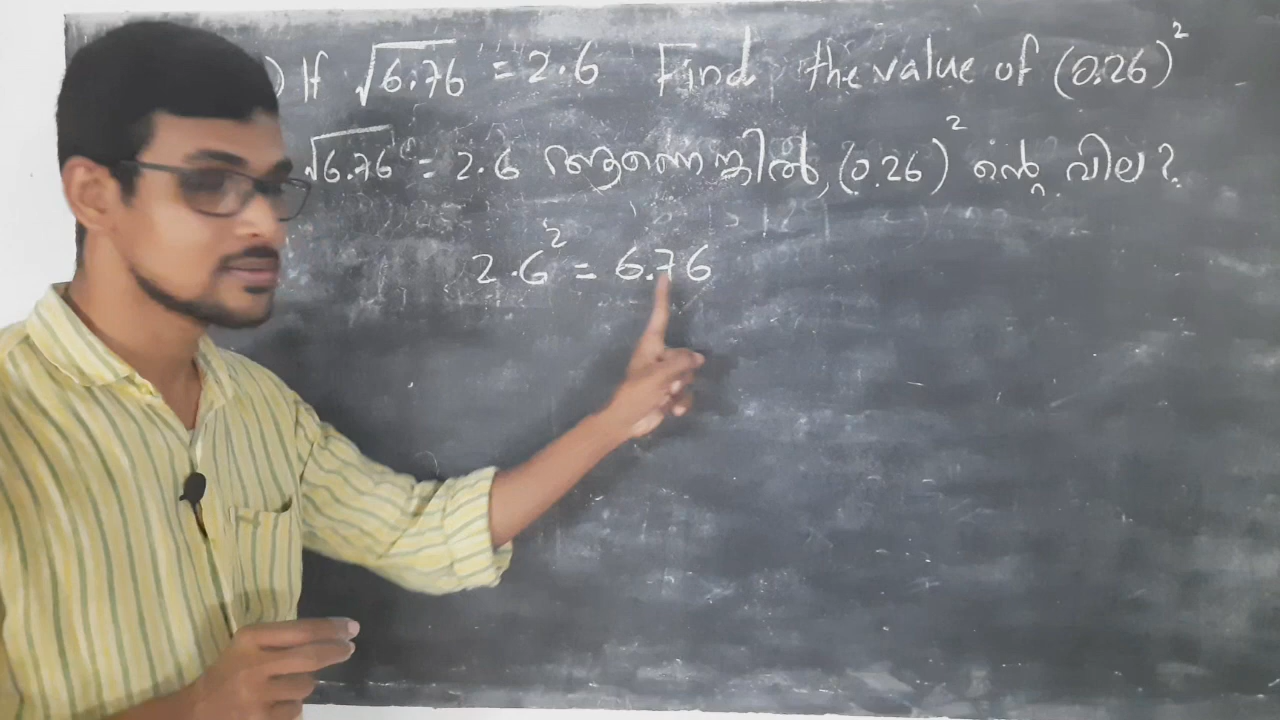 ) If √6.76 = 2.6 Find the value of (0.26)²
√6.76 = 2.6 ആണെങ്കിൽ, (0.26)² ന്റെ വില ?
2.6² = 6.76